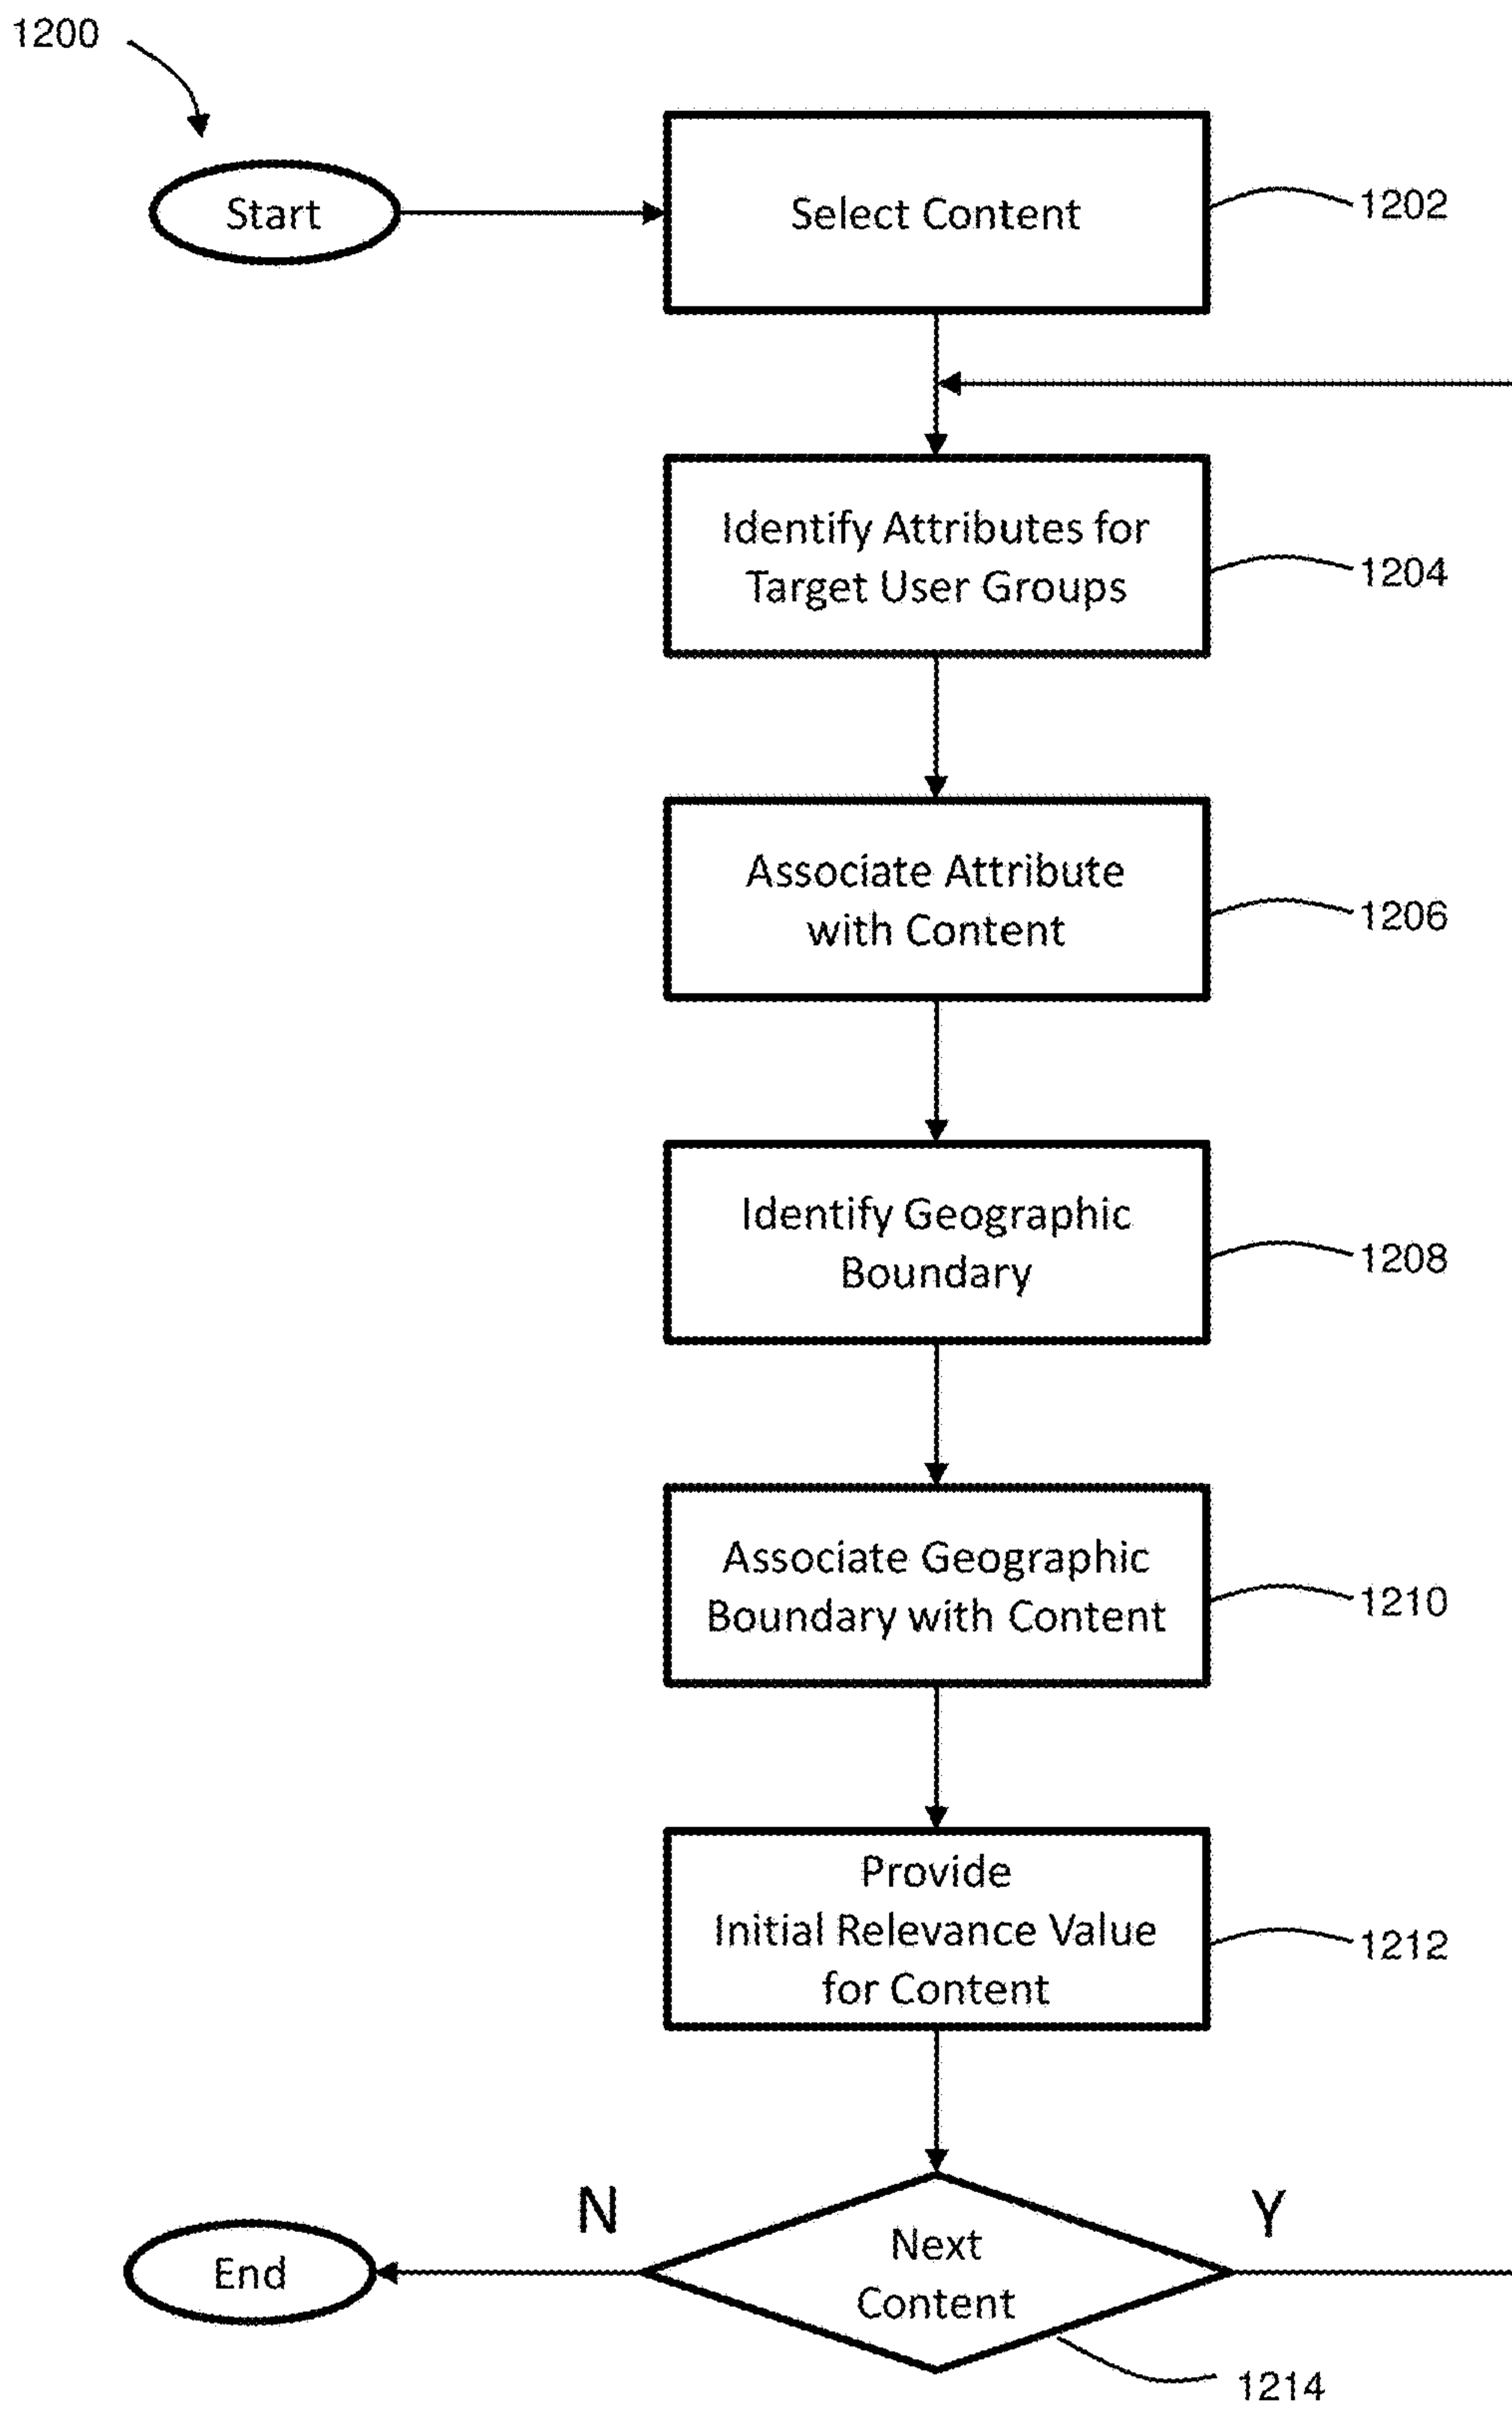 1200
Start
Select Content
1202
Identify Attributes for
Target User Groups
1204
Associate Attribute
with Content
1206
Identify Geographic
Boundary
1208
Associate Geographic
Boundary with Content
1210
Provide
Initial Relevance Value
for Content
1212
N
Y
Next
Content
End
1214